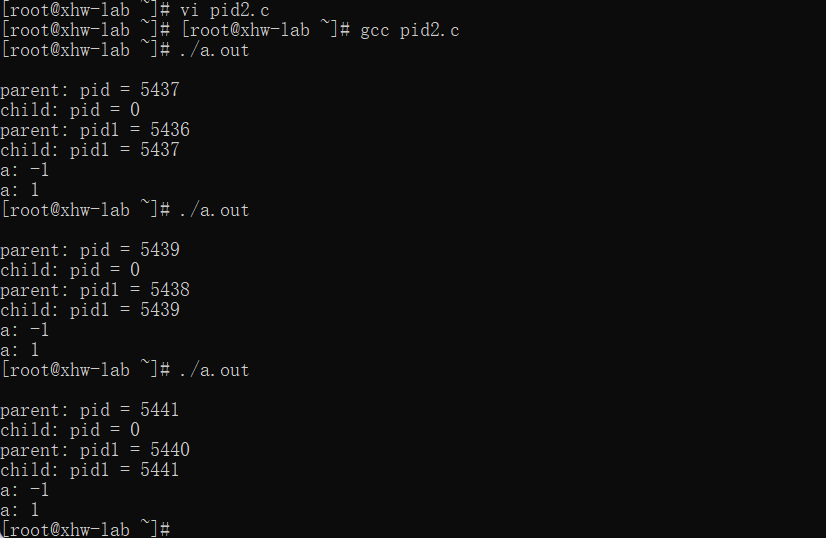 [root@xhw-lab ~]# vi pid2.c
[root@xhw-lab ~]# [root@xhw-lab ~]# gcc pid2.c
[root@xhw-lab ~]# ./a.out
parent: pid = 5437
child: pid = 0
parent: pid1 = 5436
child: pid1 = 5437
a: -1
a: 1
[root@xhw-lab ~]# ./a.out
parent: pid = 5439
child: pid = 0
parent: pid1 = 5438
child: pid1 = 5439
a: -1
a: 1
[root@xhw-lab ~]# ./a.out
parent: pid = 5441
child: pid = 0
parent: pid1 = 5440
child: pid1 = 5441
a: -1
a: 1
[root@xhw-lab ~]#